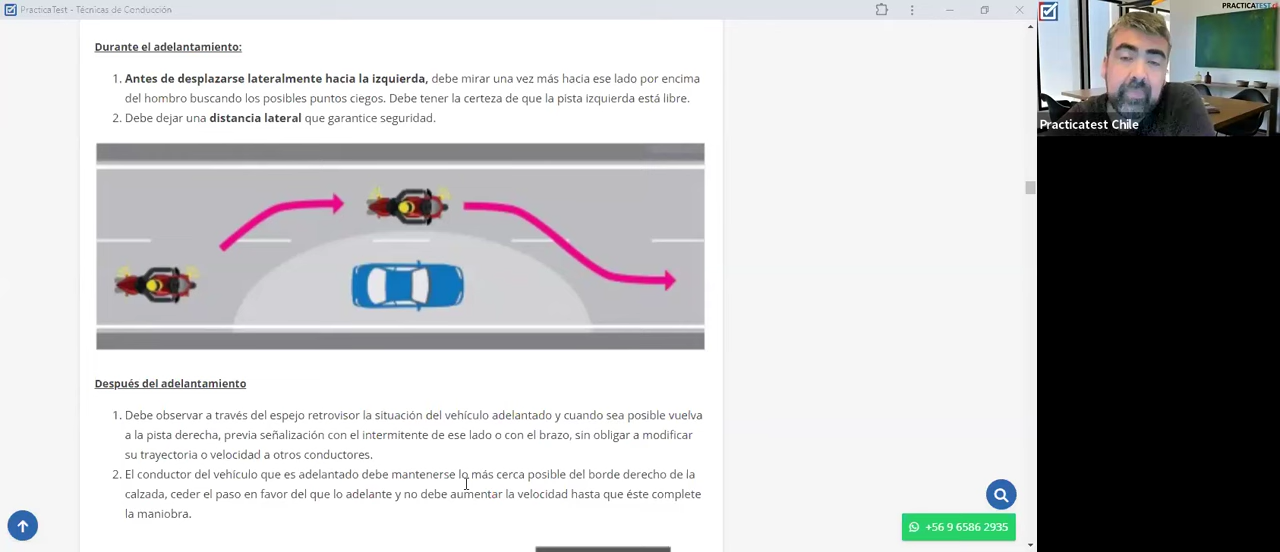 PracticaTest - Técnicas de Conducción
PRACTICATEST
Practicatest Chile
Durante el adelantamiento:
1. Antes de desplazarse lateralmente hacia la izquierda, debe mirar una vez más hacia ese lado por encima
del hombro buscando los posibles puntos ciegos. Debe tener la certeza de que la pista izquierda está libre.
2. Debe dejar una distancia lateral que garantice seguridad.
Después del adelantamiento
1. Debe observar a través del espejo retrovisor la situación del vehículo adelantado y cuando sea posible vuelva
a la pista derecha, previa señalización con el intermitente de ese lado o con el brazo, sin obligar a modificar
su trayectoria o velocidad a otros conductores.
2. El conductor del vehículo que es adelantado debe mantenerse lo más cerca posible del borde derecho de la
calzada, ceder el paso en favor del que lo adelante y no debe aumentar la velocidad hasta que éste complete
la maniobra.
+56 9 6586 2935